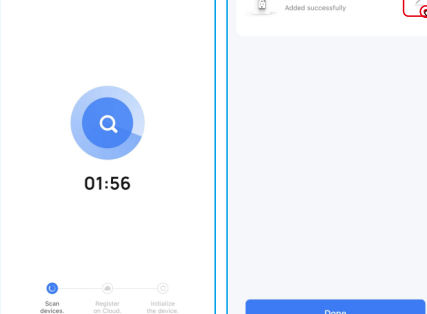 01:56
Scan
devices.
Register
on Cloud.
Initialize
the device.
Added successfully
Done